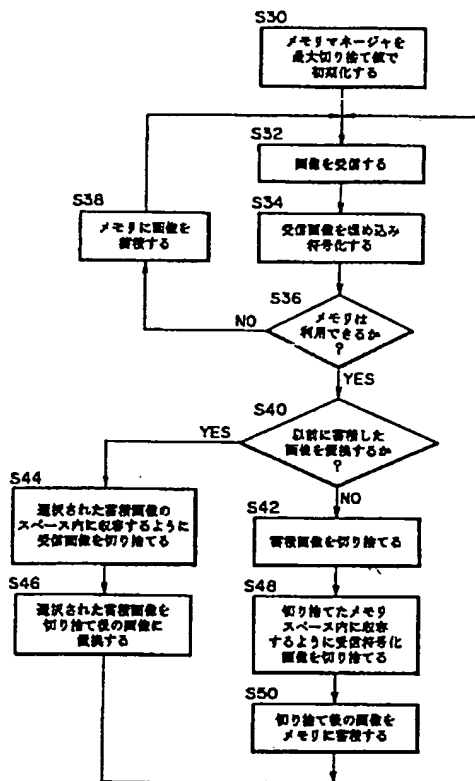 S30
メモリマネージャを
最大切り捨て値で
初期化する
S32
画像を受信する
S34
受信画像を埋め込み
符号化する
S38
メモリに画像を
蓄積する
S36
メモリは
利用できるか
?
NO
YES
S40
以前に蓄積した
画像を置換するか
?
YES
NO
S44
選択された蓄積画像の
スペース内に収容するように
受信画像を切り捨てる
S42
蓄積画像を切り捨てる
S46
選択された蓄積画像を
切り捨て後の画像に
置換する
S48
切り捨てたメモリ
スペース内に収容
するように受信符号化
画像を切り捨てる
S50
切り捨て後の画像を
メモリに蓄積する